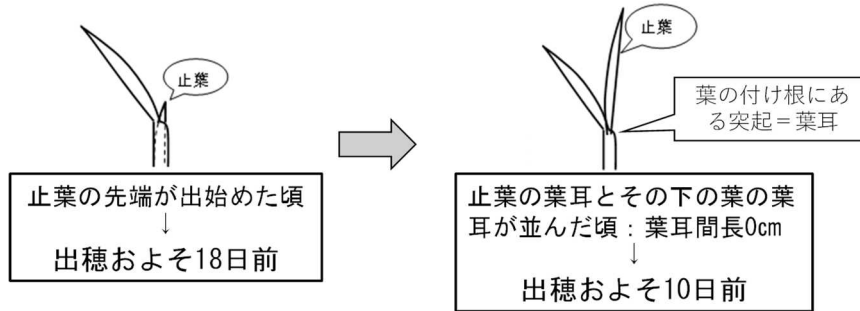 止葉
止葉の先端が出始めた頃
↓
出穂およそ18日前
止葉
葉の付け根にあ
る突起＝葉耳
止葉の葉耳とその下の葉の葉
耳が並んだ頃：葉耳間長0cm
↓
出穂およそ10日前